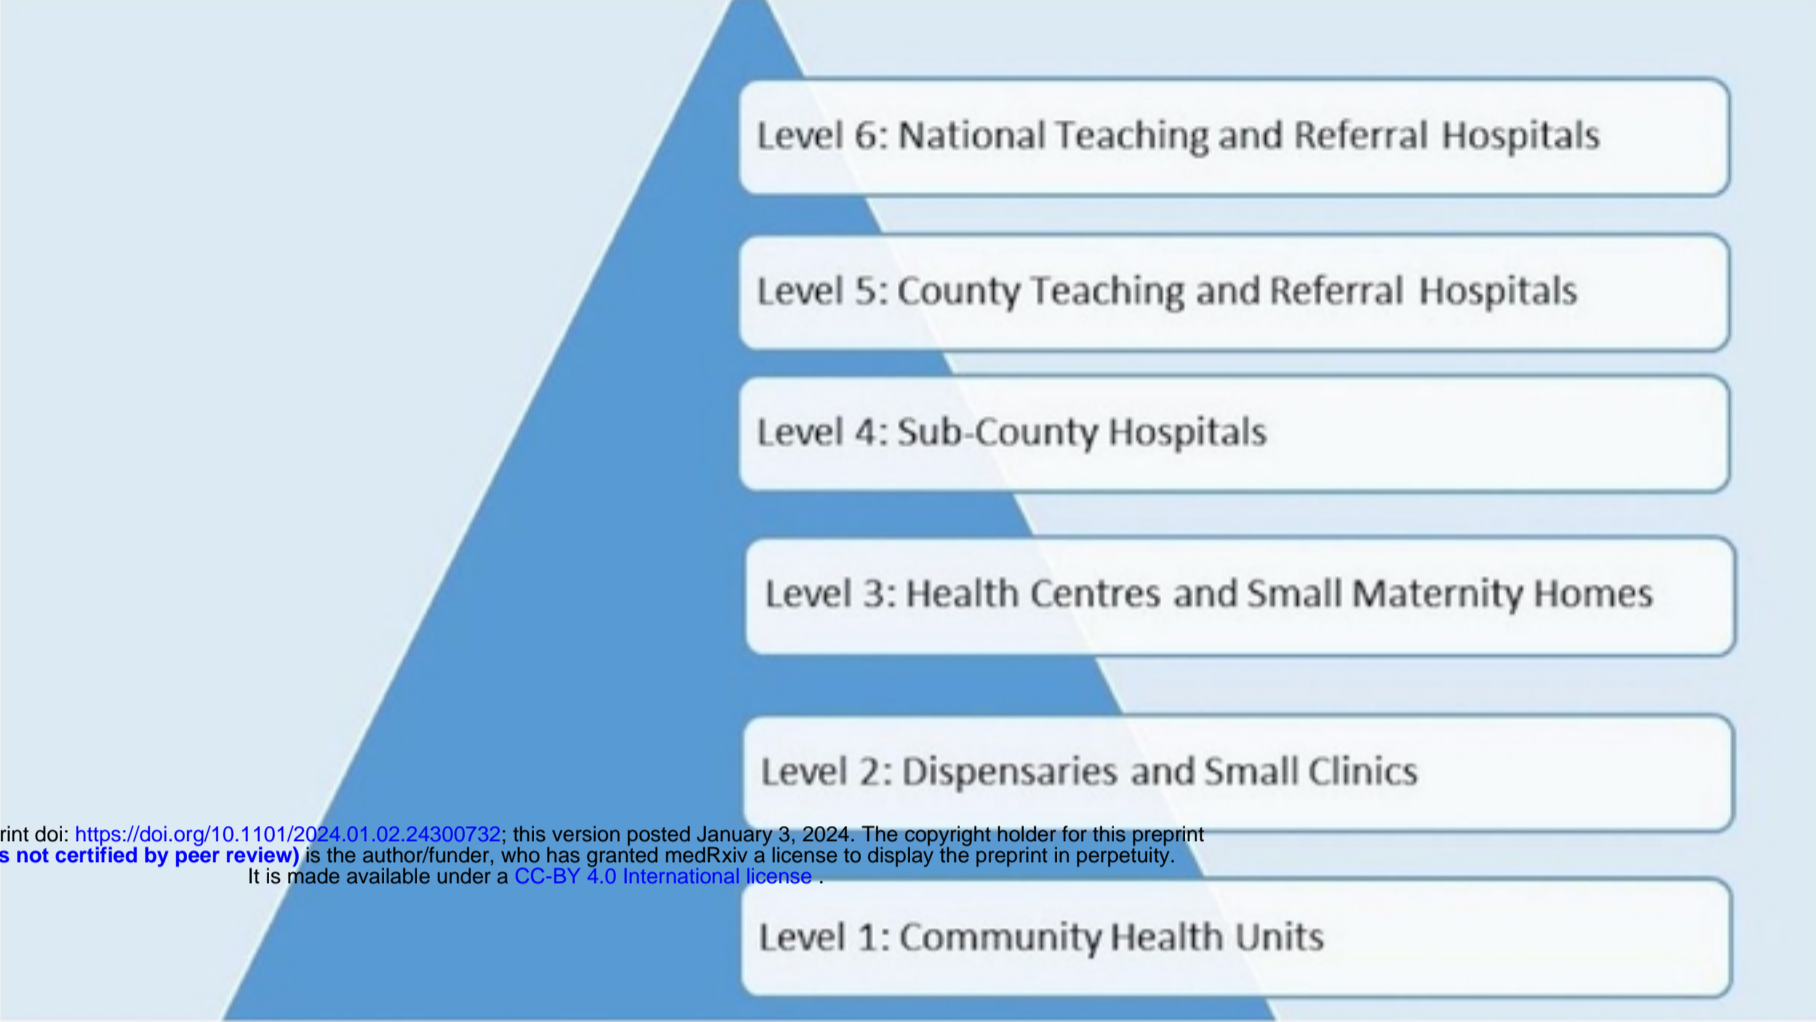 Level 6: National Teaching and Referral Hospitals
Level 5: County Teaching and Referral Hospitals
Level 4: Sub-County Hospitals
Level 3: Health Centres and Small Maternity Homes
Level 2: Dispensaries and Small Clinics
rint doi: https://doi.org/10.1101/2024.01.02.24300732; this version posted January 3, 2024. The copyright holder for this preprint
s not certified by peer review) is the author/funder, who has granted medRxiv a license to display the preprint in perpetuity.
It is made available under a CC-BY 4.0 International license .
Level 1: Community Health Units